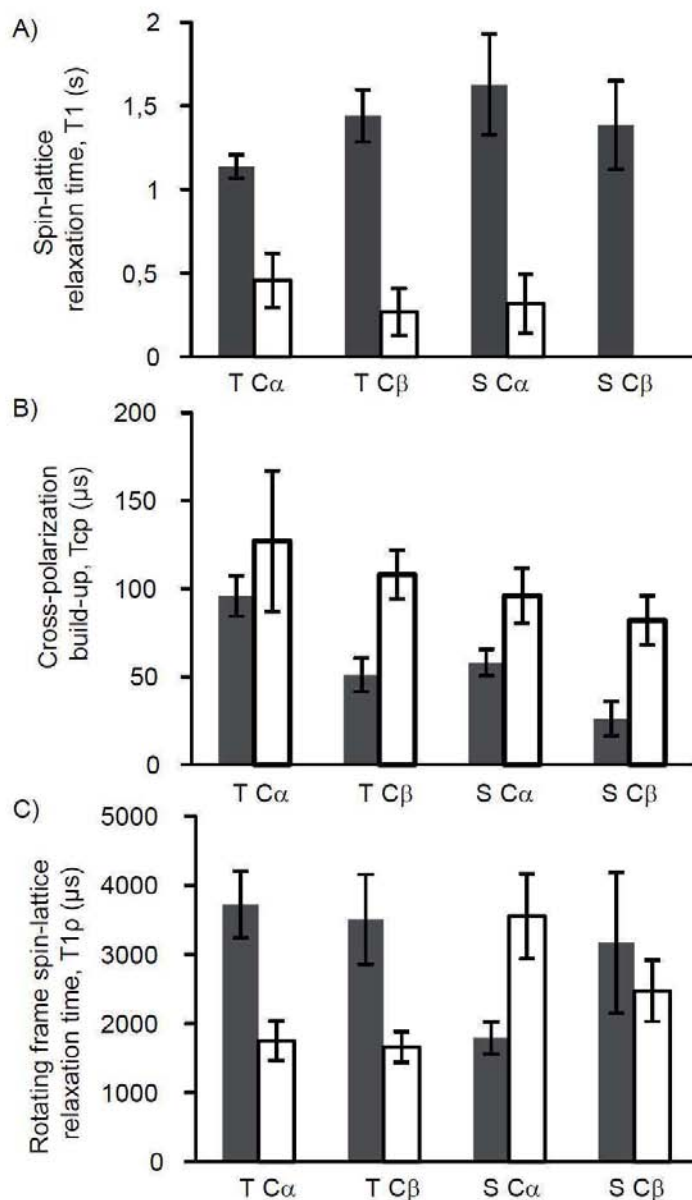 A)
Spin-lattice
relaxation time, T1 (s)
2
1,5
1
0,5
0
T Cα T Cβ S Cα S Cβ
B)
Cross-polarization
build-up, Tcp (μs)
200
150
100
50
0
T Cα T Cβ S Cα S Cβ
C)
Rotating frame spin-lattice
relaxation time, T1ρ (μs)
5000
4000
3000
2000
1000
0
T Cα T Cβ S Cα S Cβ